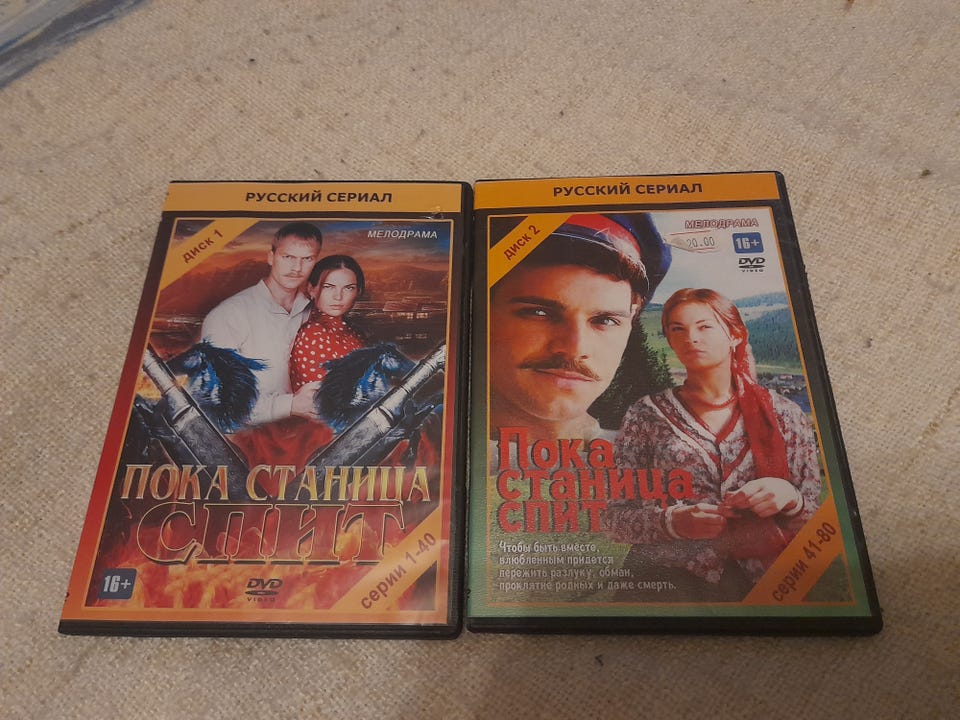 РУССКИЙ СЕРИАЛ
диск 1
МЕЛОДРАМА
ПОКА СТАНИЦА
СПИТ
16+
DVD
VIDEO
серии 1-40
РУССКИЙ СЕРИАЛ
диск 2
МЕЛОДРАМА
20.00
16+
DVD
VIDEO
Пока
станица
спит
Чтобы быть вместе,
влюбленным придется
пережить разлуку, обман,
проклятие родных и даже смерть.
серии 41-80